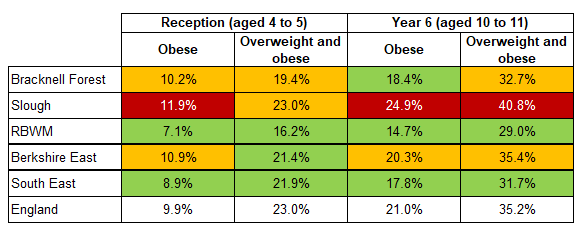 Reception (aged 4 to 5) Year 6 (aged 10 to 11)
Obese Overweight and obese Obese Overweight and obese
Bracknell Forest 10.2% 19.4% 18.4% 32.7%
Slough 11.9% 23.0% 24.9% 40.8%
RBWM 7.1% 16.2% 14.7% 29.0%
Berkshire East 10.9% 21.4% 20.3% 35.4%
South East 8.9% 21.9% 17.8% 31.7%
England 9.9% 23.0% 21.0% 35.2%